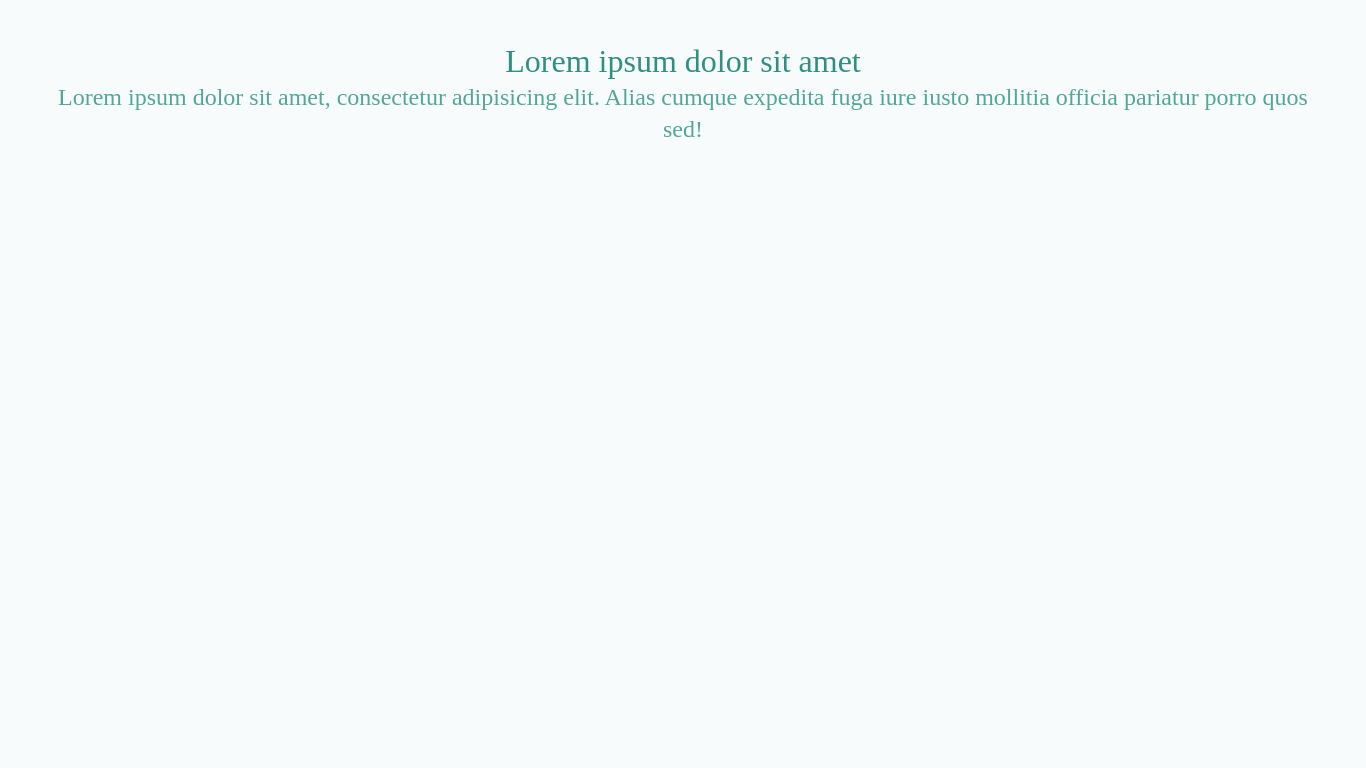 Lorem ipsum dolor sit amet
Lorem ipsum dolor sit amet, consectetur adipisicing elit. Alias cumque expedita fuga iure iusto mollitia officia pariatur porro quos
sed!